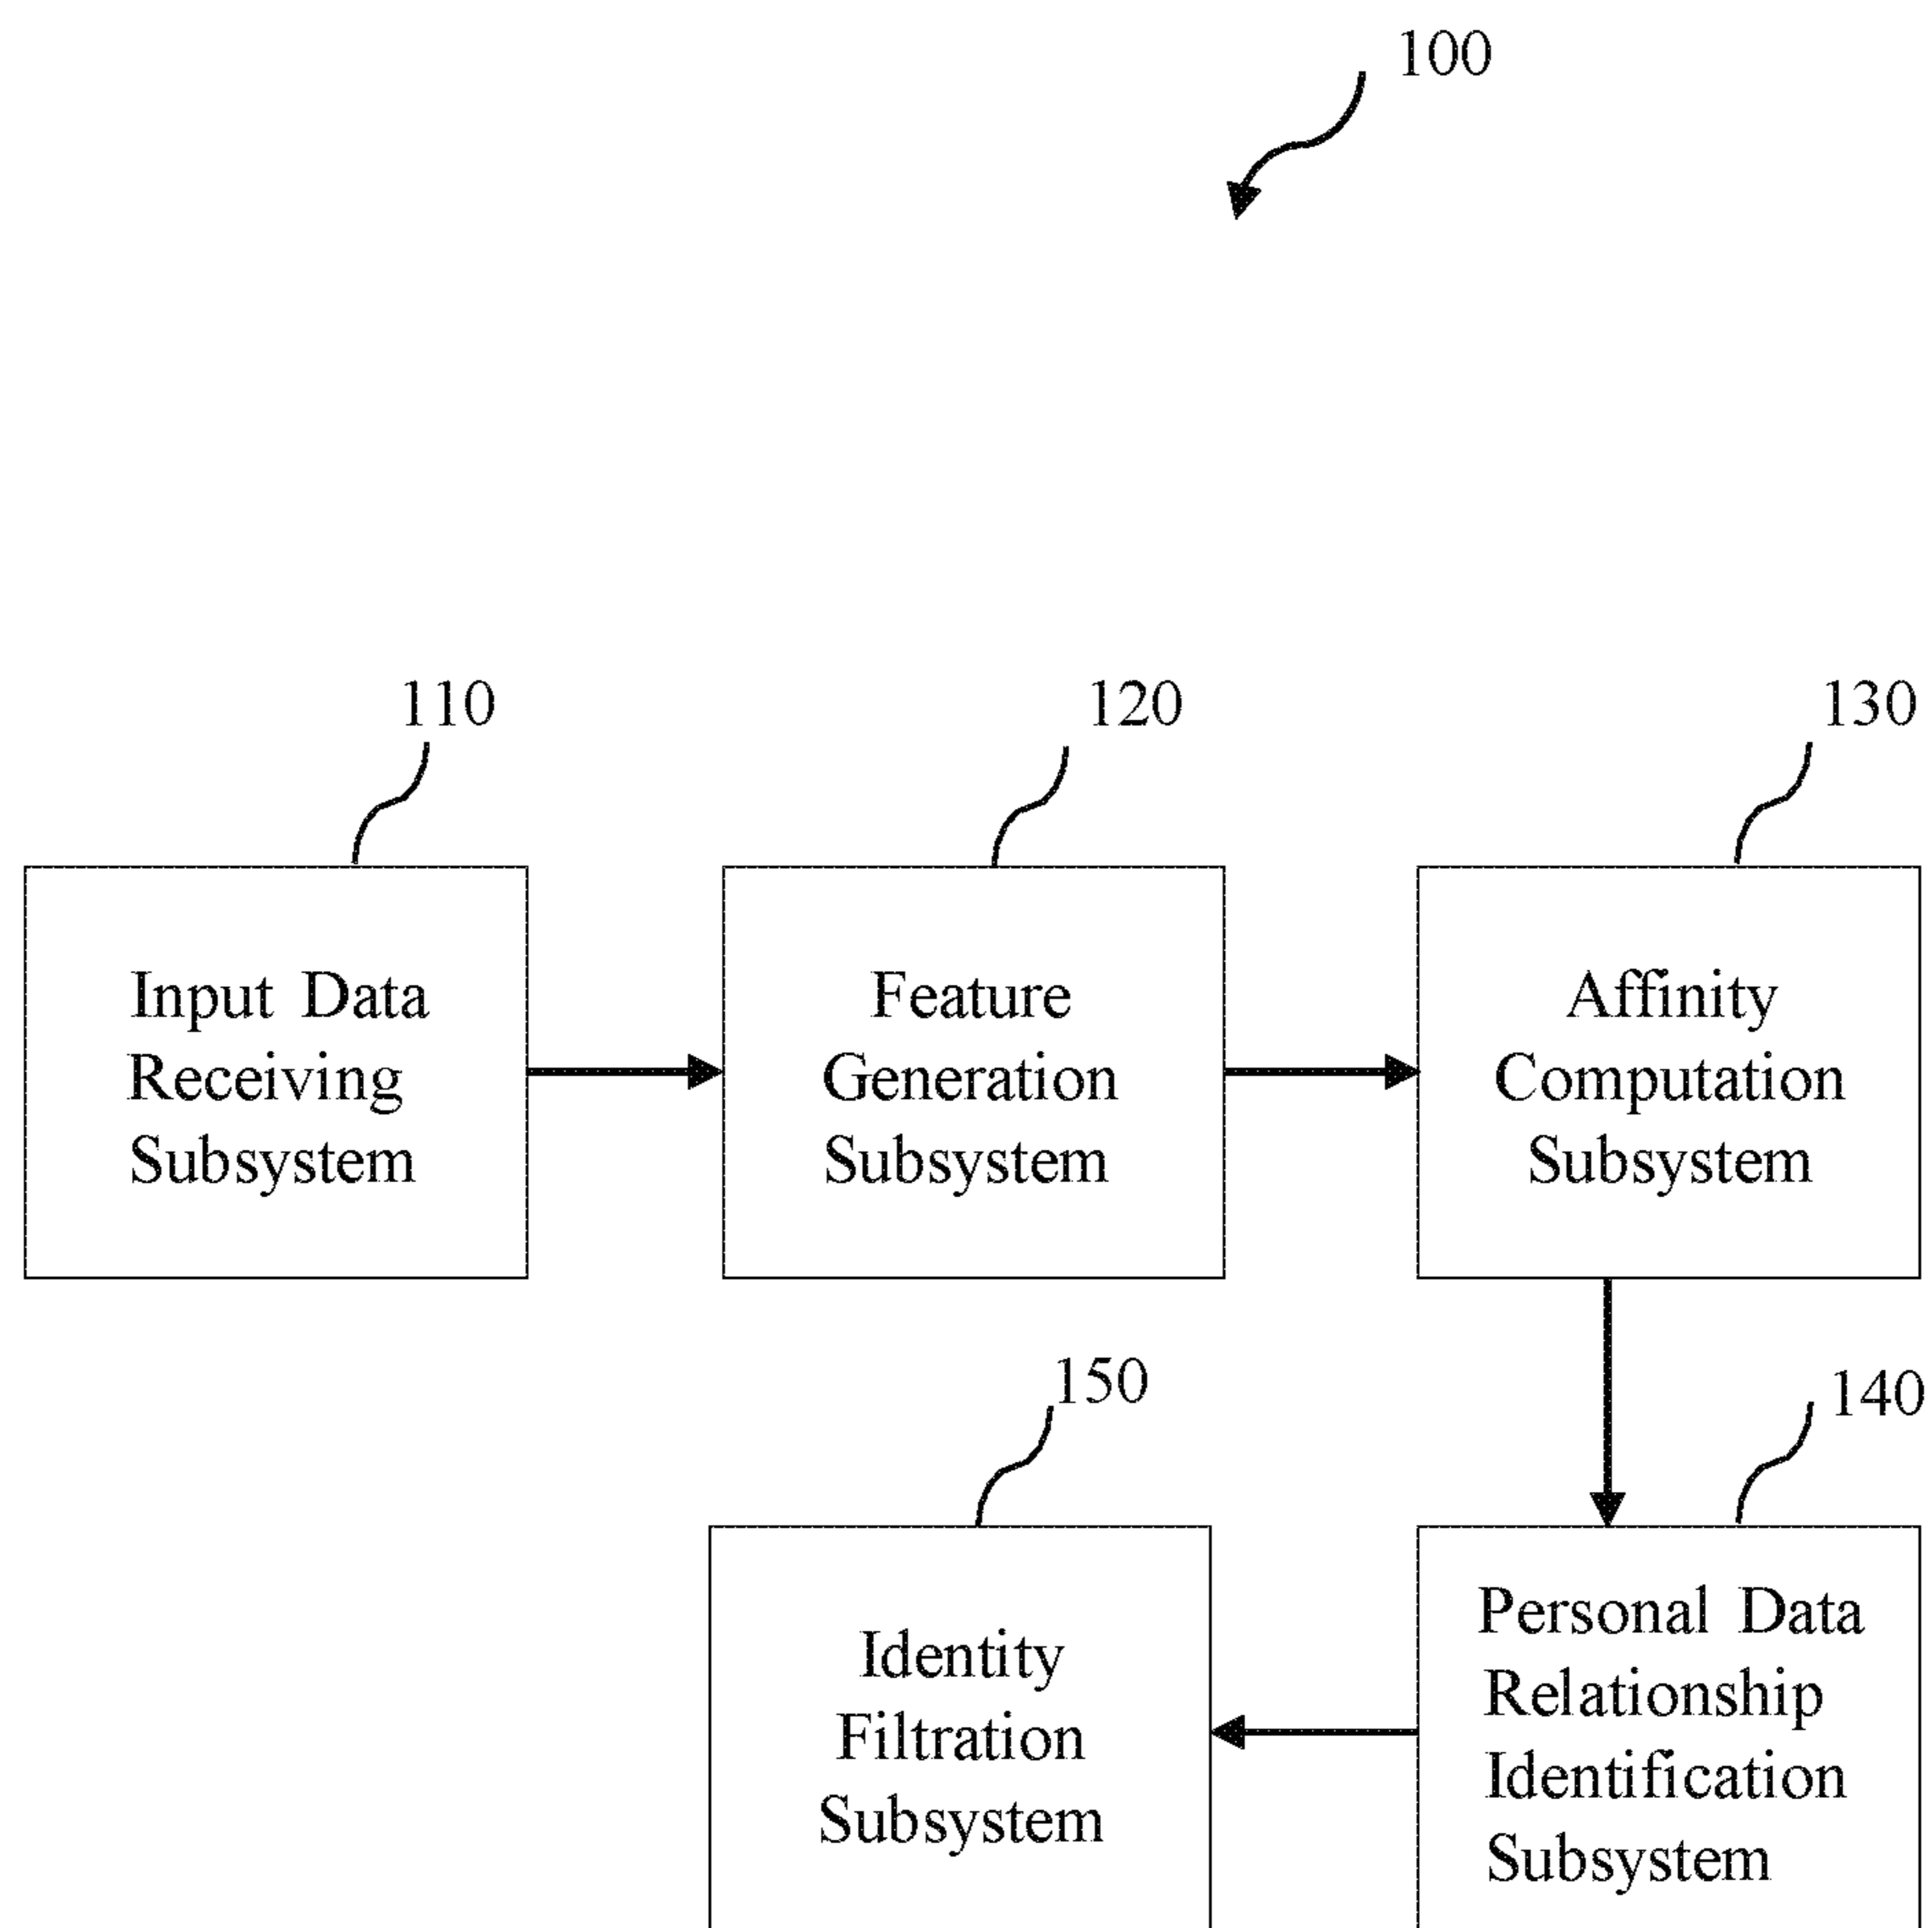 100
110
120
130
Input Data
Receiving
Subsystem
Feature
Generation
Subsystem
Affinity
Computation
Subsystem
150
140
Identity
Filtration
Subsystem
Personal Data
Relationship
Identification
Subsystem